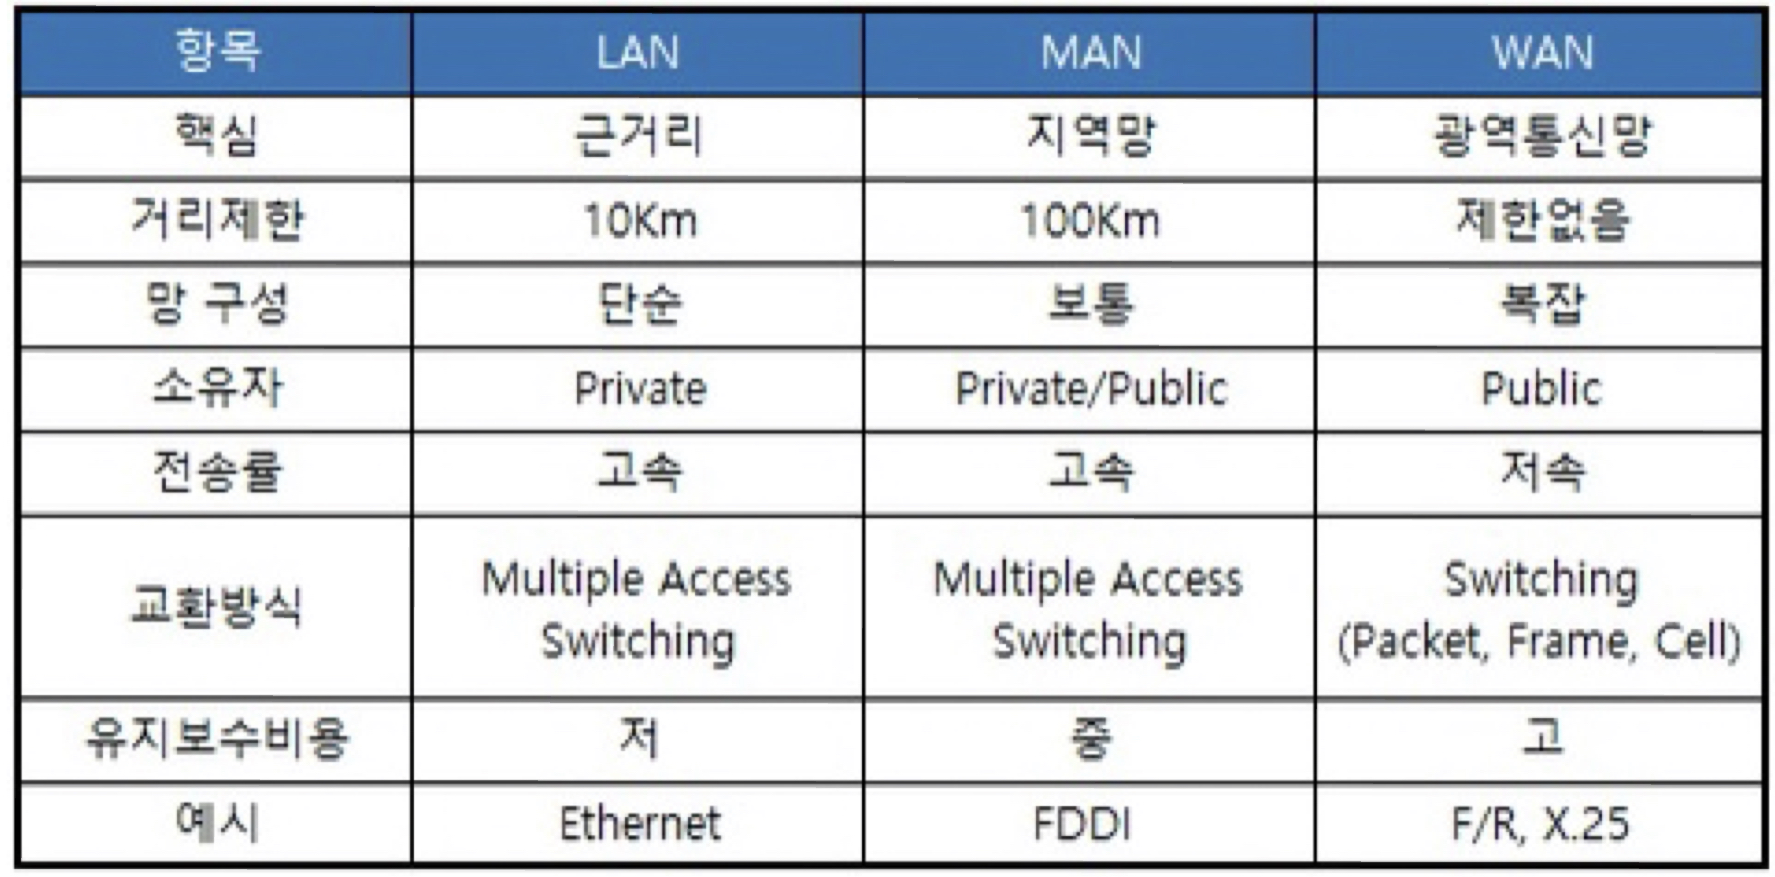 항목 LAN MAN WAN
핵심 근거리 지역망 광역통신망
거리제한 10Km 100Km 제한없음
망 구성 단순 보통 복잡
소유자 Private Private/Public Public
전송률 고속 고속 저속
교환방식 Multiple Access Switching Multiple Access Switching Switching (Packet, Frame, Cell)
유지보수비용 저 중 고
예시 Ethernet FDDI F/R, X.25